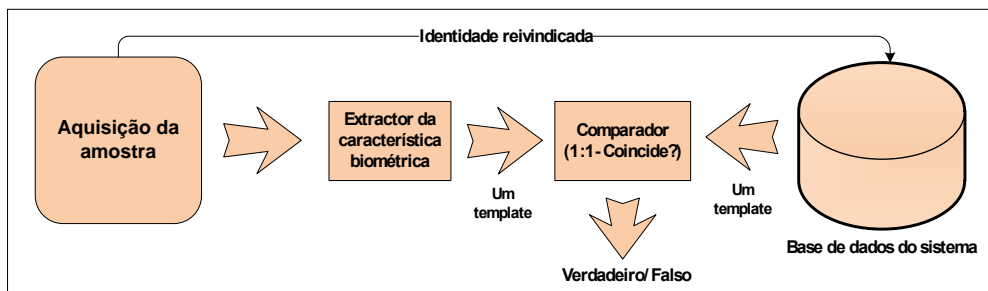 Identidade reivindicada
Aquisição da
amostra
Extractor da
característica
biométrica
Um
template
Comparador
(1:1- Coincide?)
Um
template
Base de dados do sistema
Verdadeiro/ Falso